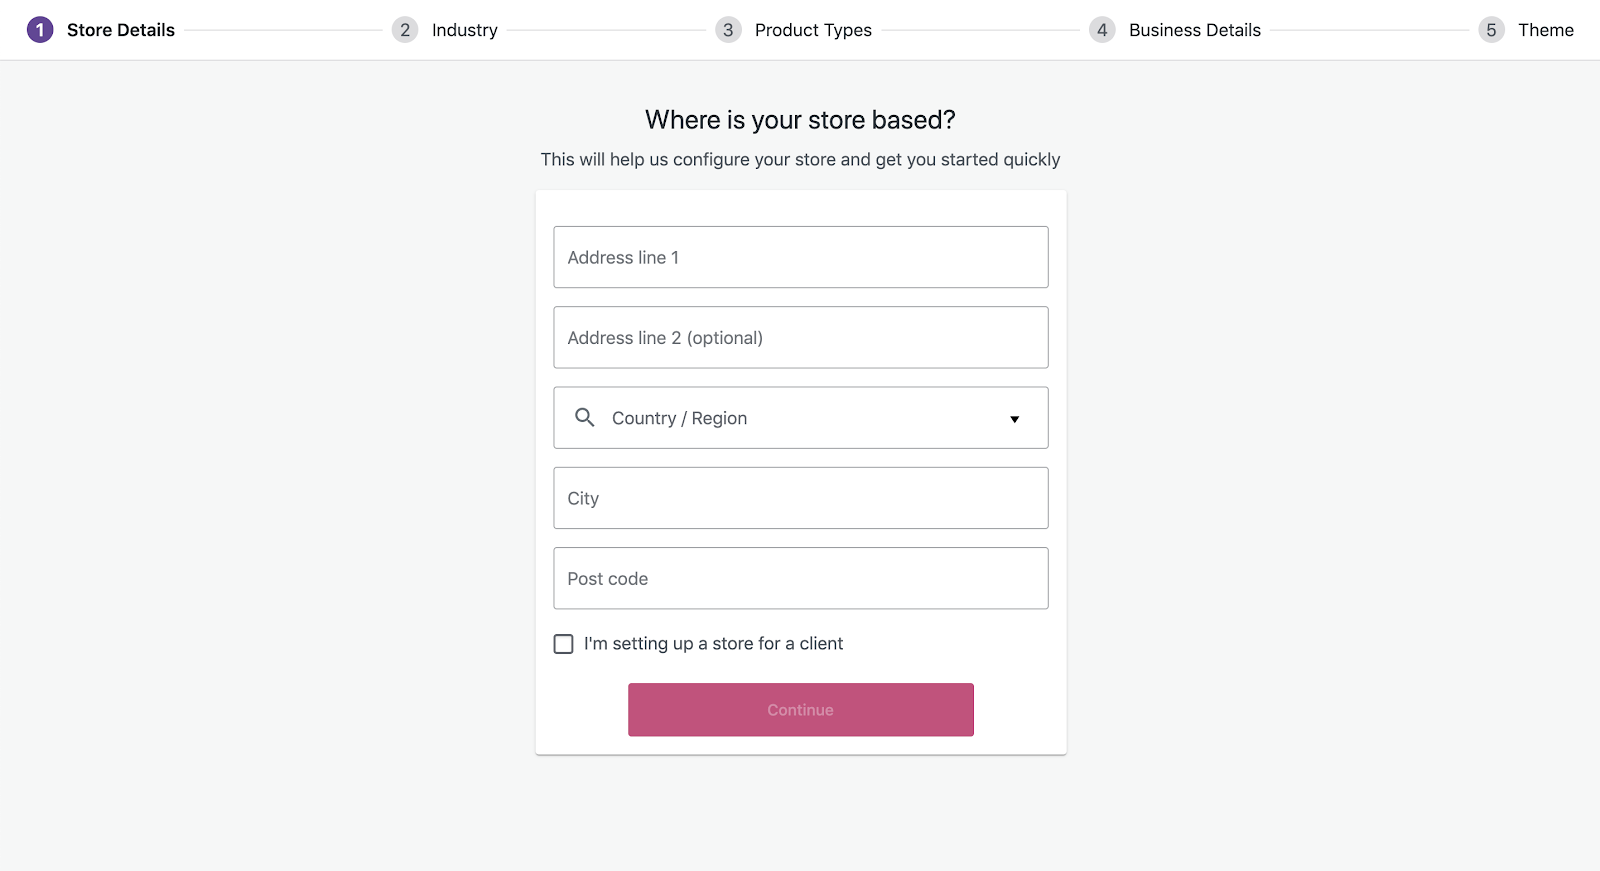 1 Store Details 2 Industry 3 Product Types 4 Business Details 5 Theme
Where is your store based?
This will help us configure your store and get you started quickly
Address line 1
Address line 2 (optional)
Country / Region
City
Post code
I'm setting up a store for a client
Continue